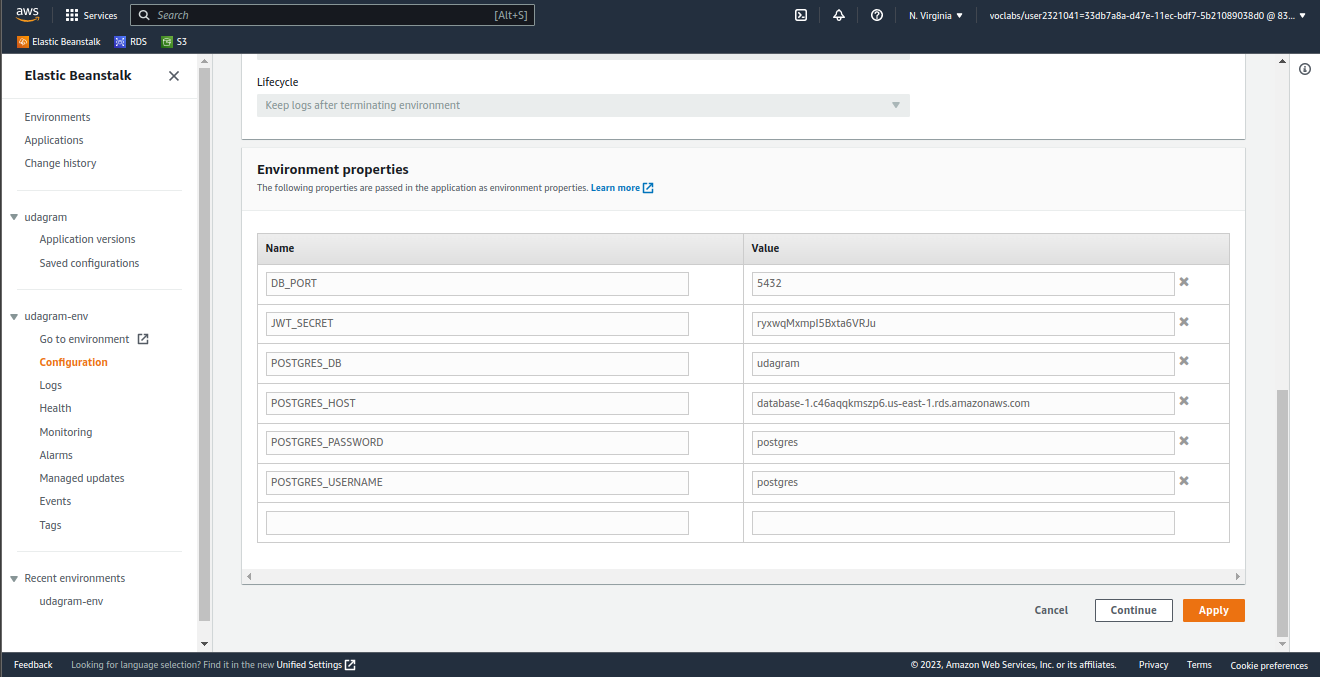 aws
Services
Search [Alt+S]
N. Virginia
voclabs/user2321041=33db7a8a-d47e-11ec-bdf7-5b21089038d0 @ 83...
Elastic Beanstalk RDS S3
Elastic Beanstalk
Environments
Applications
Change history
udagram
Application versions
Saved configurations
udagram-env
Go to environment
Configuration
Logs
Health
Monitoring
Alarms
Managed updates
Events
Tags
Recent environments
udagram-env
Lifecycle
Keep logs after terminating environment
Environment properties
The following properties are passed in the application as environment properties. Learn more
Name Value
DB_PORT 5432
JWT_SECRET ryxwqMxmpI5Bxta6VRJu
POSTGRES_DB udagram
POSTGRES_HOST database-1.c46aqqkmszp6.us-east-1.rds.amazonaws.com
POSTGRES_PASSWORD postgres
POSTGRES_USERNAME postgres
Cancel Continue Apply
Feedback Looking for language selection? Find it in the new Unified Settings © 2023, Amazon Web Services, Inc. or its affiliates. Privacy Terms Cookie preferences